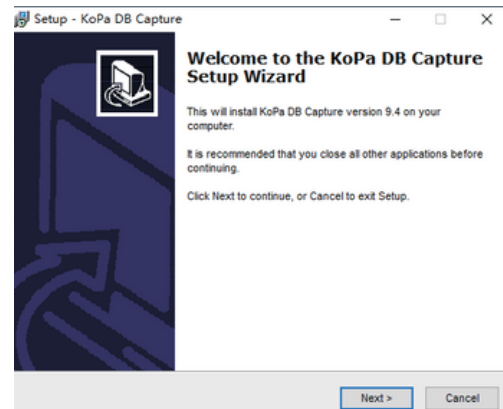 Setup - KoPa DB Capture
Welcome to the KoPa DB Capture
Setup Wizard
This will install KoPa DB Capture version 9.4 on your
computer.
It is recommended that you close all other applications before
continuing.
Click Next to continue, or Cancel to exit Setup.
Next >
Cancel